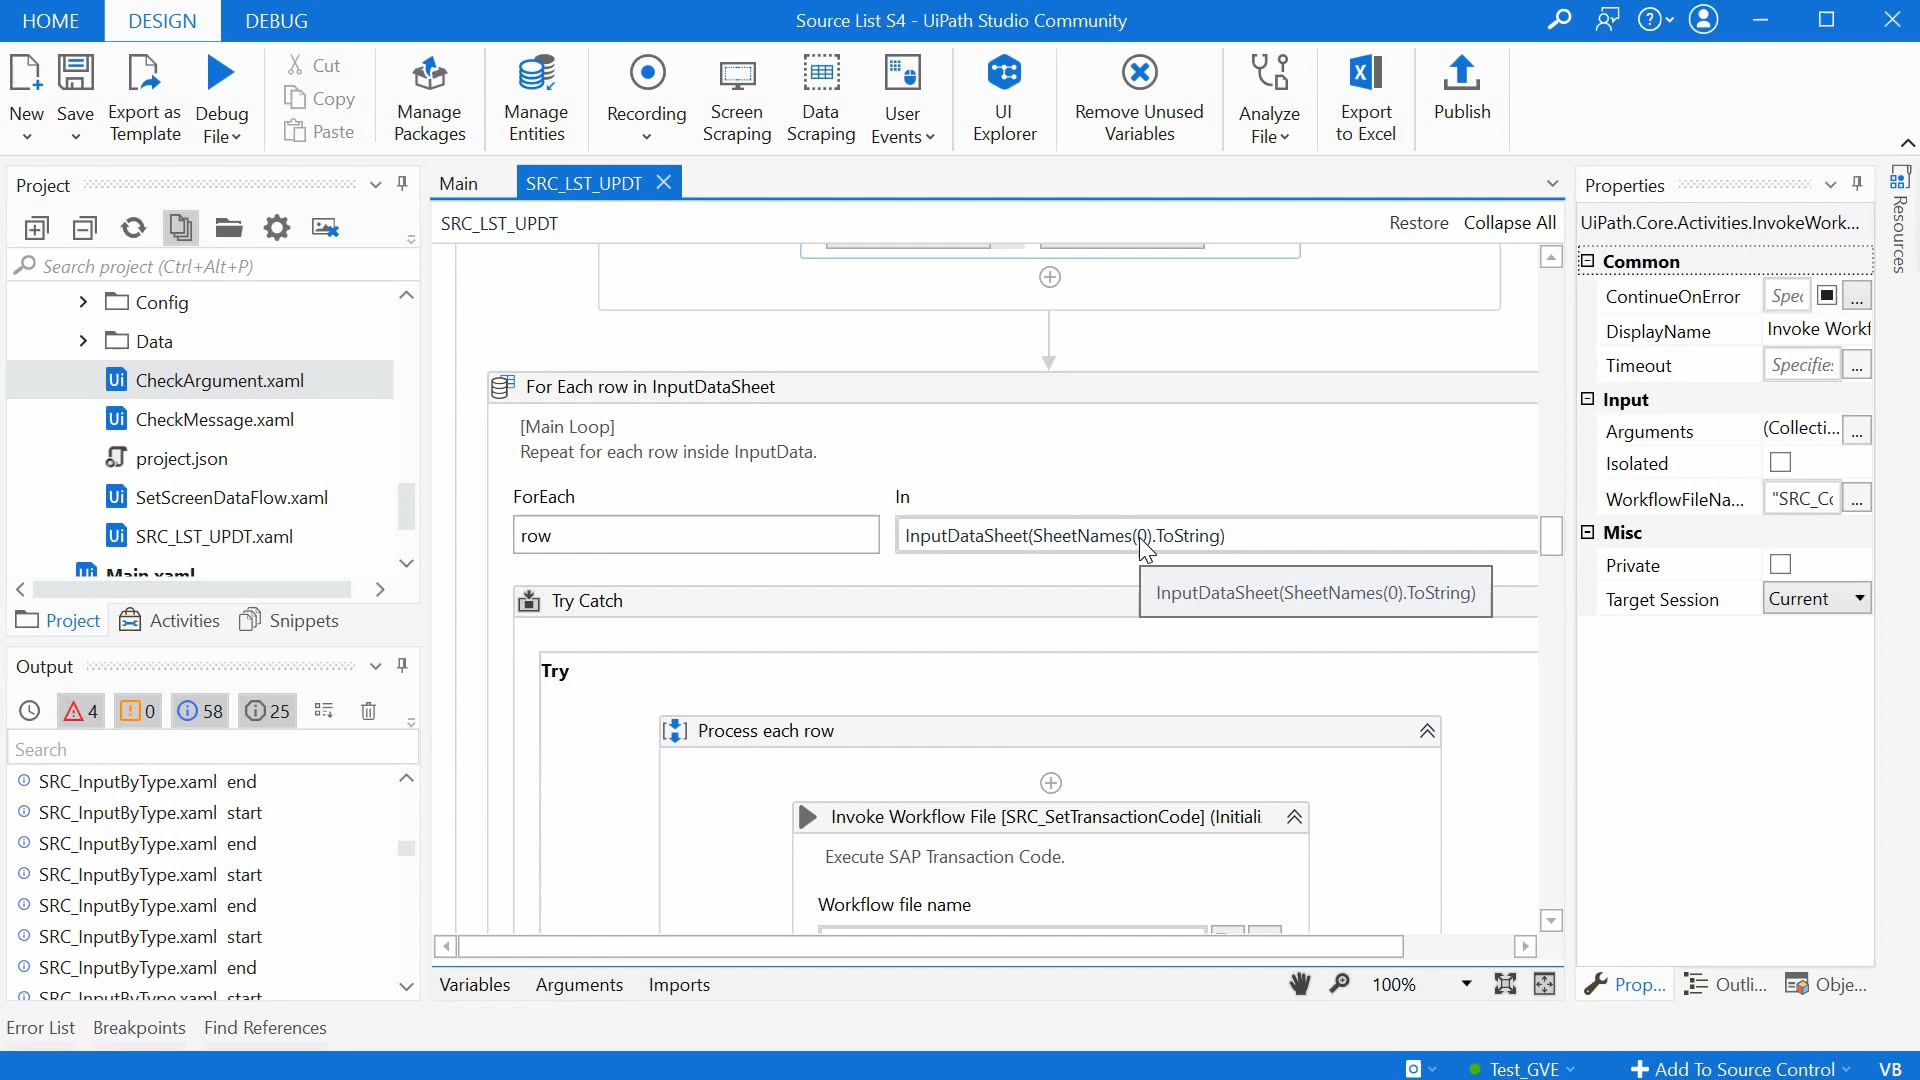 HOME
DESIGN
DEBUG
Source List S4 - UiPath Studio Community
New
Save
Export as
Template
Debug
File
Cut
Copy
Paste
Manage
Packages
Manage
Entities
Recording
Screen
Scraping
Data
Scraping
User
Events
UI
Explorer
Remove Unused
Variables
Analyze
File
Export
to Excel
Publish
Project
Search project (Ctrl+Alt+P)
Config
Data
CheckArgument.xaml
CheckMessage.xaml
project.json
SetScreenDataFlow.xaml
SRC_LST_UPDT.xaml
Main.xaml
Project
Activities
Snippets
Output
4
0
58
25
Search
SRC_InputByType.xaml end
SRC_InputByType.xaml start
SRC_InputByType.xaml end
SRC_InputByType.xaml start
SRC_InputByType.xaml end
SRC_InputByType.xaml start
SRC_InputByType.xaml end
SRC_InputByType.xaml start
Main
SRC_LST_UPDT
SRC_LST_UPDT
Restore
Collapse All
For Each row in InputDataSheet
[Main Loop]
Repeat for each row inside InputData.
ForEach
In
row
InputDataSheet(SheetNames(0).ToString)
InputDataSheet(SheetNames(0).ToString)
Try Catch
Try
Process each row
Invoke Workflow File [SRC_SetTransactionCode] (Initiali
Execute SAP Transaction Code.
Workflow file name
Variables
Arguments
Imports
100%
Properties
UiPath.Core.Activities.InvokeWork...
Common
ContinueOnError
Spec
...
DisplayName
Invoke Workf
Timeout
Specifies
...
Input
Arguments
(Collecti...
...
Isolated
WorkflowFileNa...
"SRC_Co
...
Misc
Private
Target Session
Current
Prop...
Outli...
Obje...
Resources
Error List
Breakpoints
Find References
Test_GVE
Add To Source Control
VB